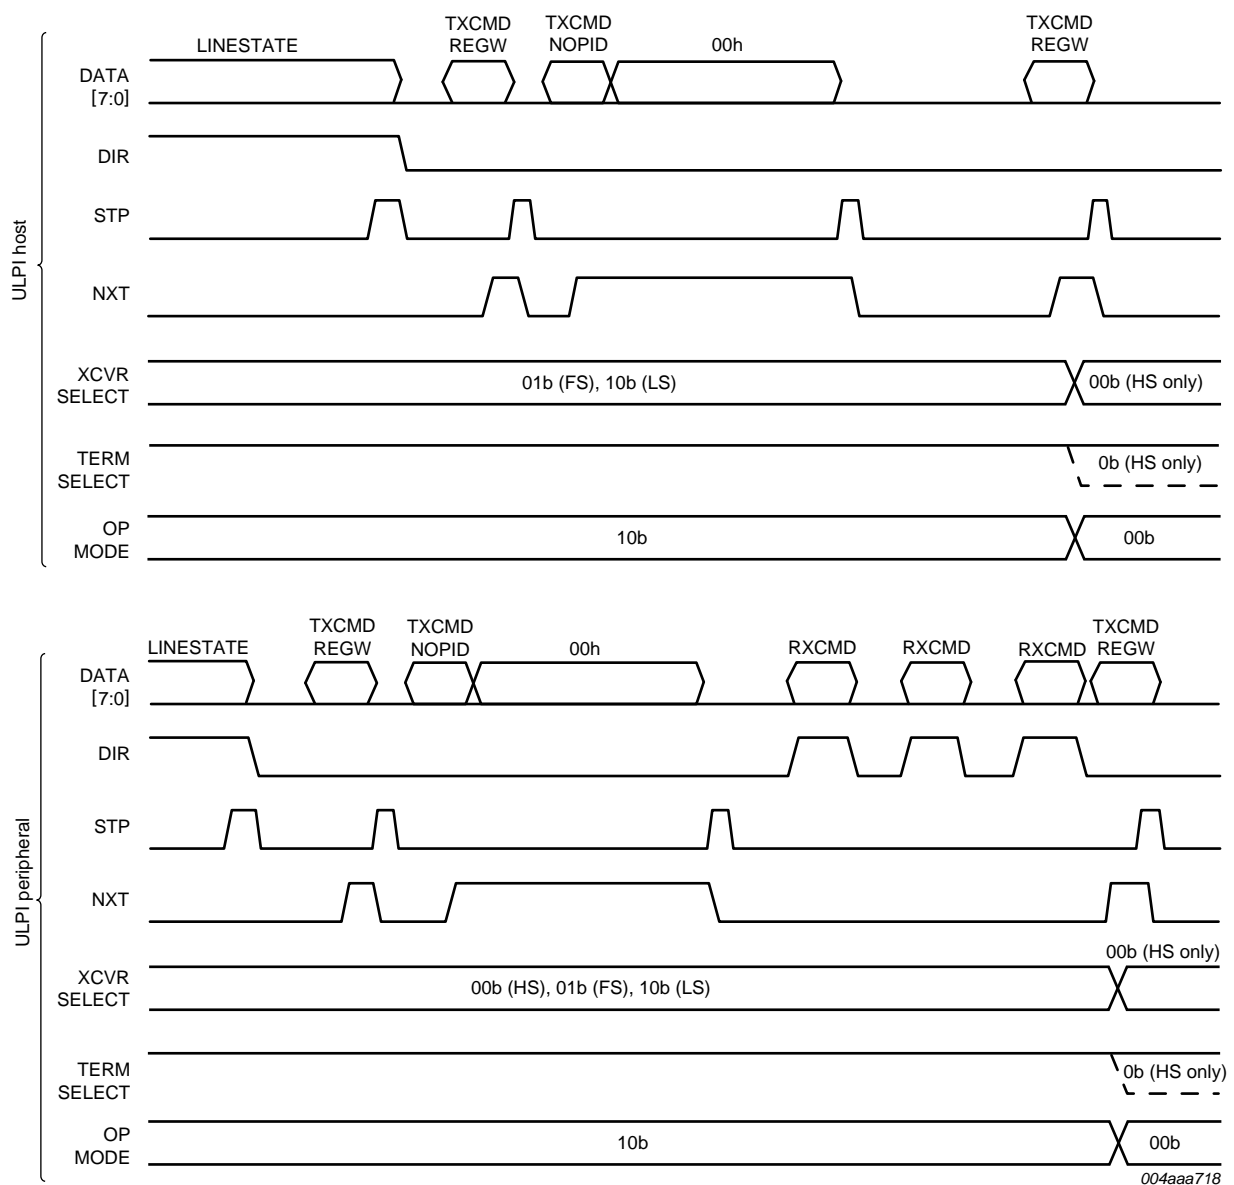 TXCMD
REGW
TXCMD
NOPID
TXCMD
REGW
LINESTATE
00h
DATA
[7:0]
DIR
STP
NXT
XCVR
SELECT
01b (FS), 10b (LS)
00b (HS only)
TERM
SELECT
0b (HS only)
OP
MODE
10b
00b
ULPI host
TXCMD
REGW
TXCMD
NOPID
TXCMD
REGW
LINESTATE
00h
RXCMD
RXCMD
RXCMD
DATA
[7:0]
DIR
STP
NXT
XCVR
SELECT
00b (HS), 01b (FS), 10b (LS)
00b (HS only)
TERM
SELECT
0b (HS only)
OP
MODE
10b
00b
ULPI peripheral
004aaa718